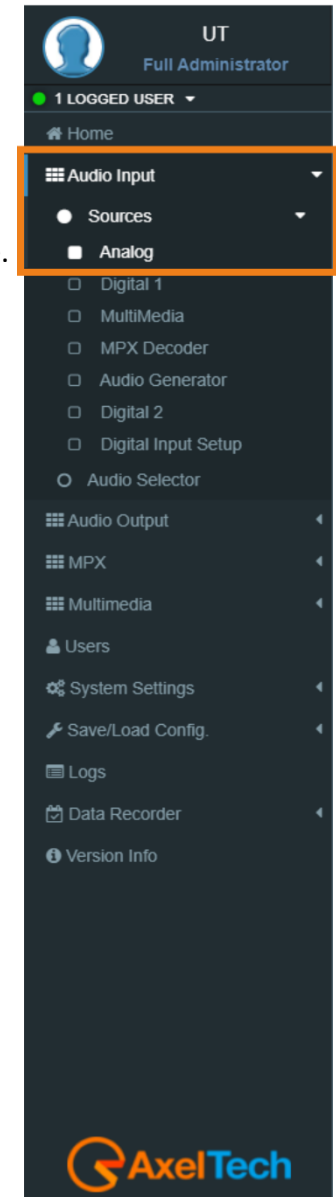 UT
Full Administrator
1 LOGGED USER
Home
Audio Input
Sources
.
Analog
Digital 1
MultiMedia
MPX Decoder
Audio Generator
Digital 2
Digital Input Setup
Audio Selector
Audio Output
MPX
Multimedia
Users
System Settings
Save/Load Config.
Logs
Data Recorder
Version Info
AxelTech